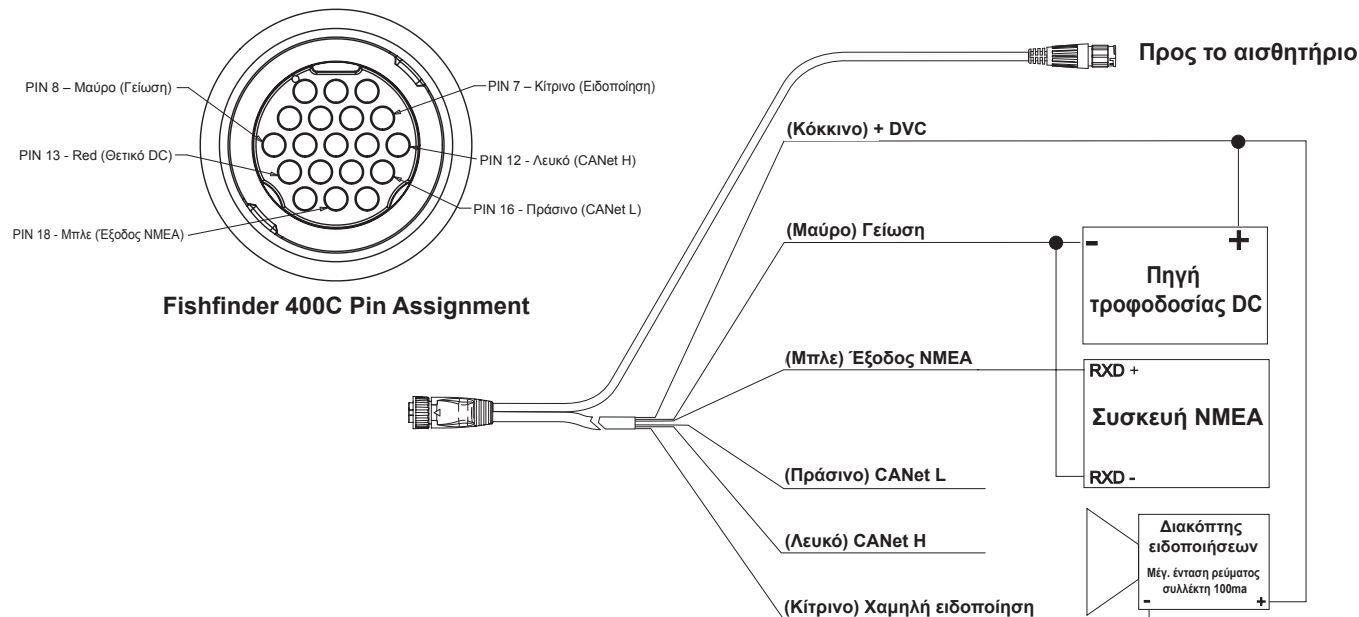 PIN 8 – Μαύρο (Γείωση)
PIN 13 - Red (Θετικό DC)
PIN 18 - Μπλε (Έξοδος NMEA)
PIN 7 – Κίτρινο (Ειδοποίηση)
PIN 12 - Λευκό (CANet H)
PIN 16 - Πράσινο (CANet L)
Fishfinder 400C Pin Assignment
Προς το αισθητήριο
(Κόκκινο) + DVC
(Μαύρο) Γείωση
- +
Πηγή
τροφοδοσίας DC
(Μπλε) Έξοδος NMEA
RXD +
Συσκευή NMEA
RXD -
(Πράσινο) CANet L
(Λευκό) CANet H
(Κίτρινο) Χαμηλή ειδοποίηση
Διακόπτης
ειδοποιήσεων
Μέγ. ένταση ρεύματος
συλλέκτη 100ma
- +